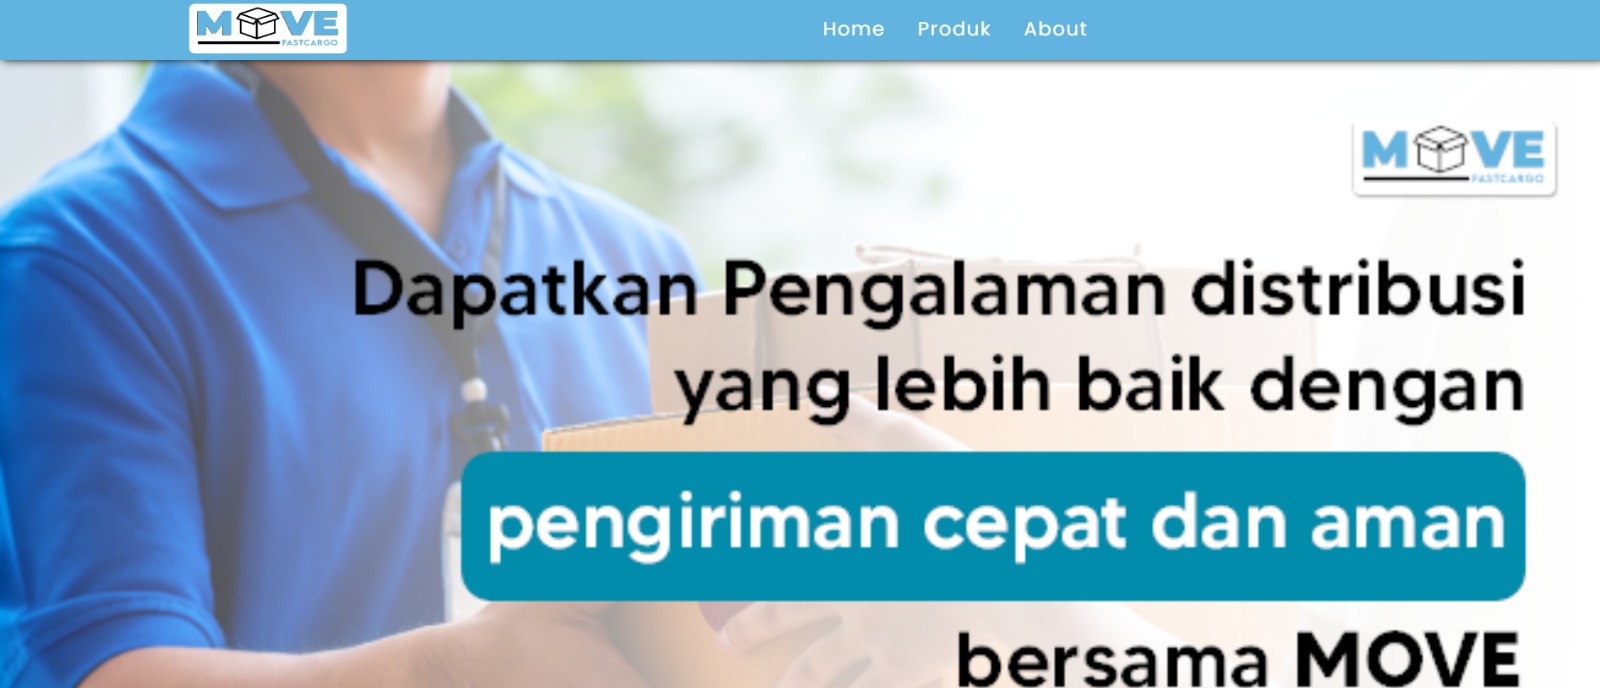 MOVE
FASTCARGO
Home Produk About
MOVE
FASTCARGO
Dapatkan Pengalaman distribusi
yang lebih baik dengan
pengiriman cepat dan aman
bersama MOVE